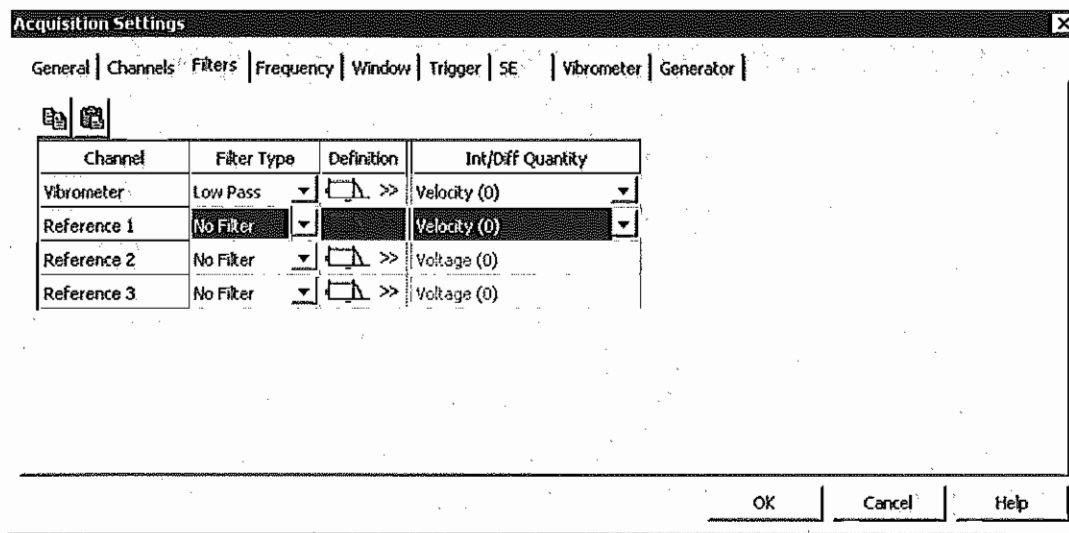 Acquisition Settings
General Channels Filters Frequency Window Trigger SE Vibrometer Generator
Channel Filter Type Definition Int/Diff Quantity
Vibrometer Low Pass >> Velocity (0)
Reference 1 No Filter Velocity (0)
Reference 2 No Filter >> Voltage (0)
Reference 3 No Filter >> Voltage (0)
OK Cancel Help